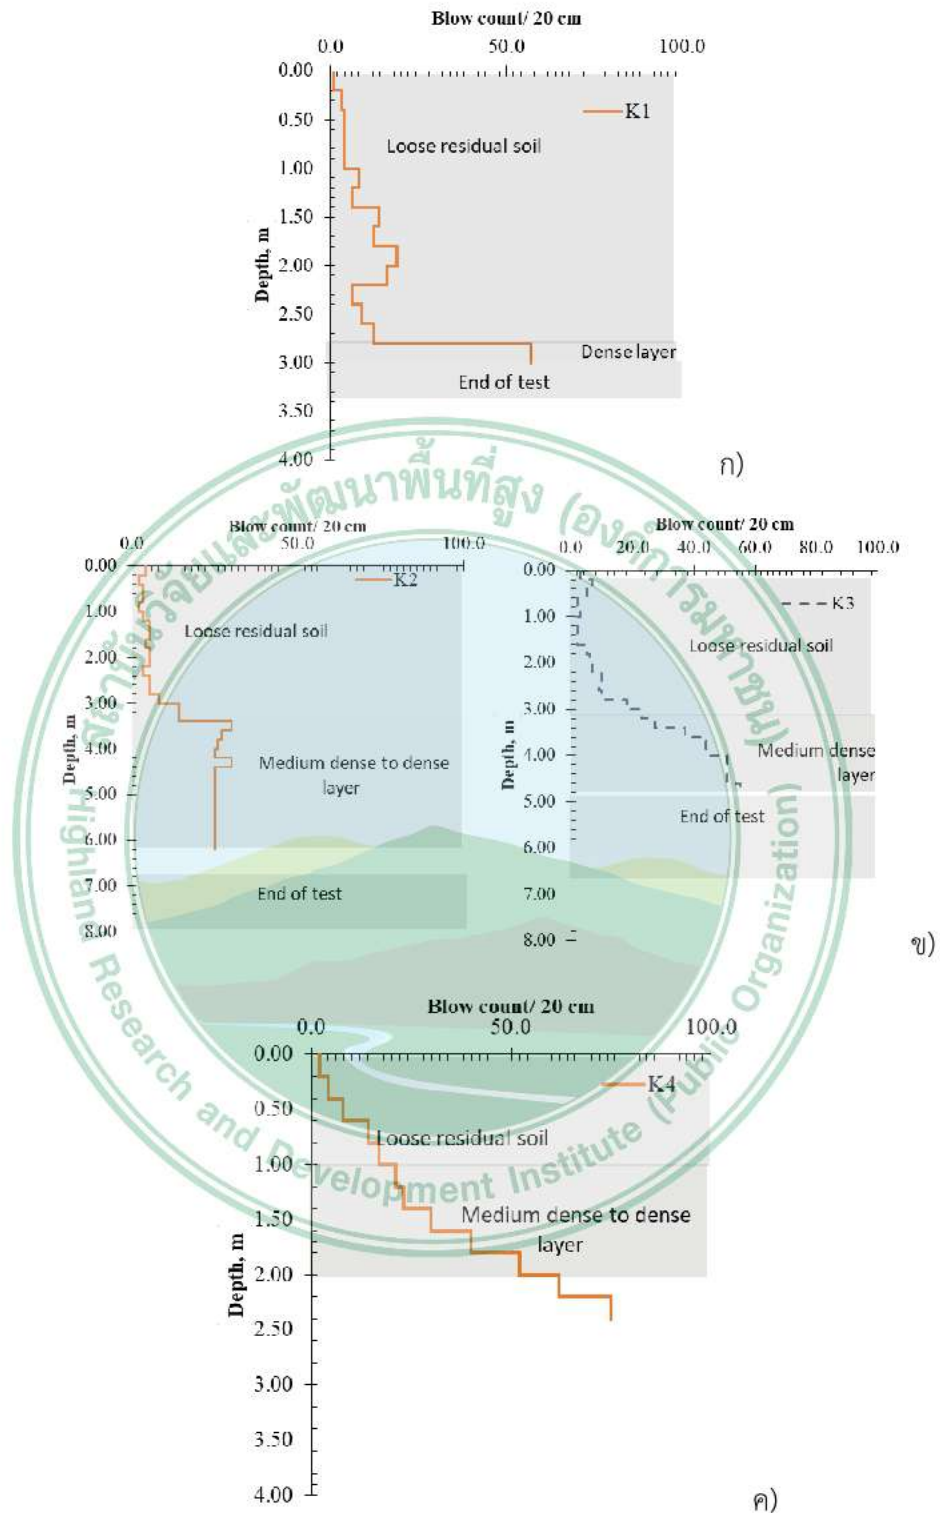 Blow count/ 20 cm
0.0 50.0 100.0
0.00
0.50
1.00
1.50
2.00
2.50
3.00
3.50
4.00
Depth, m
K1
Loose residual soil
Dense layer
End of test
ก)
สถาบันวิจัยและพัฒนาพื้นที่สูง (องค์การมหาชน)
Blow count/ 20 cm
0.0 50.0 100.0
0.00
1.00
2.00
3.00
4.00
5.00
6.00
7.00
8.00
Depth, m
K2
Loose residual soil
Medium dense to dense
layer
End of test
Blow count/ 20 cm
0.0 20.0 40.0 60.0 80.0 100.0
0.00
1.00
2.00
3.00
4.00
5.00
6.00
7.00
8.00
Depth, m
K3
Loose residual soil
Medium dense
layer
End of test
ข)
Highland Research and Development Institute (Public Organization)
Blow count/ 20 cm
0.0 50.0 100.0
0.00
0.50
1.00
1.50
2.00
2.50
3.00
3.50
4.00
Depth, m
K4
Loose residual soil
Medium dense to dense
layer
ค)